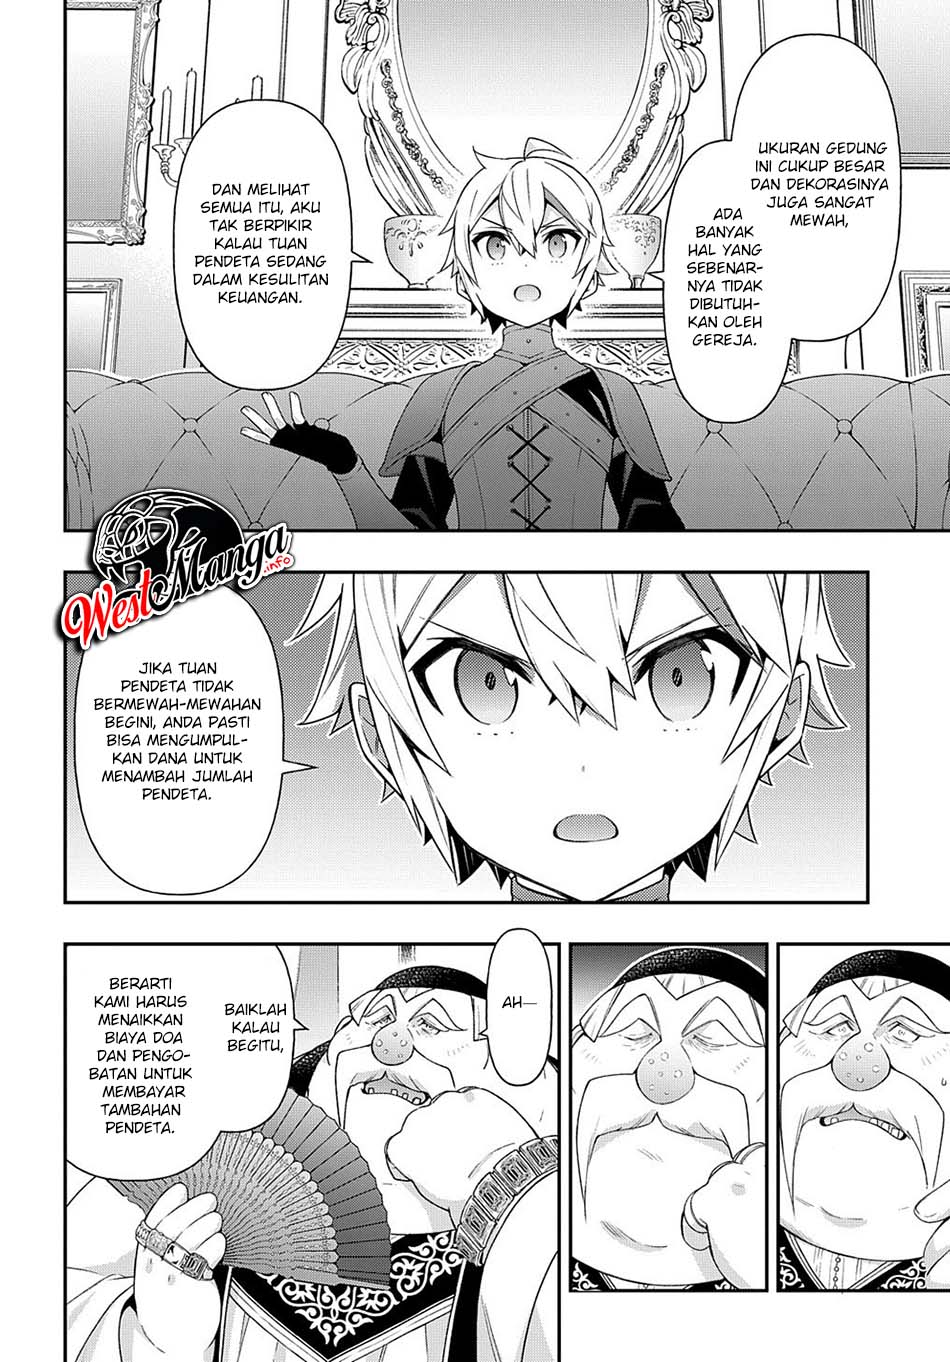 UKURAN GEDUNG
INI CUKUP BESAR
DAN DEKORASINYA
JUGA SANGAT
MEWAH,
ADA
BANYAK
HAL YANG
SEBENAR-
NYA TIDAK
DIBUTUH-
KAN OLEH
GEREJA.
DAN MELIHAT
SEMUA ITU, AKU
TAK BERPIKIR
KALAU TUAN
PENDETA SEDANG
DALAM KESULITAN
KEUANGAN.
WestManga
.info
JIKA TUAN
PENDETA TIDAK
BERMEWAH-MEWAHAN
BEGINI, ANDA PASTI
BISA MENGUMPUL-
KAN DANA UNTUK
MENAMBAH JUMLAH
PENDETA.
AH—
BAIKLAH
KALAU
BEGITU,
BERARTI
KAMI HARUS
MENAIKKAN
BIAYA DOA
DAN PENGO-
BATAN UNTUK
MEMBAYAR
TAMBAHAN
PENDETA.